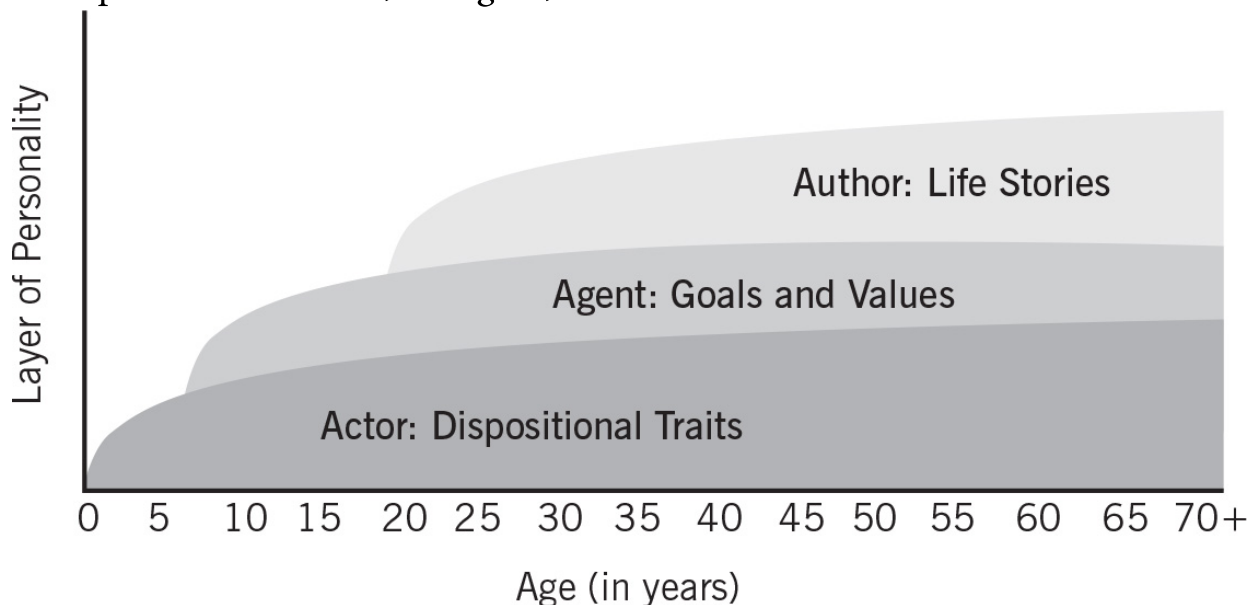 Layer of Personality
Author: Life Stories
Agent: Goals and Values
Actor: Dispositional Traits
0 5 10 15 20 25 30 35 40 45 50 55 60 65 70+
Age (in years)